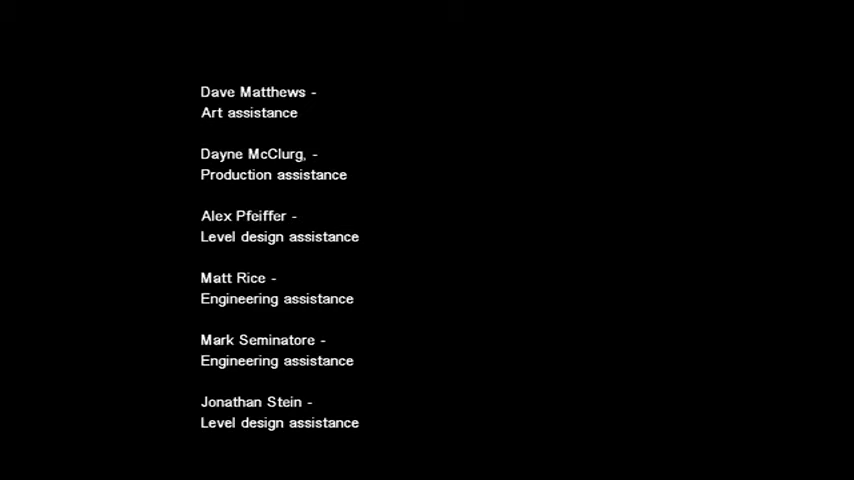 Dave Matthews -
Art assistance
Dayne McClurg, -
Production assistance
Alex Pfeiffer -
Level design assistance
Matt Rice -
Engineering assistance
Mark Seminatore -
Engineering assistance
Jonathan Stein -
Level design assistance